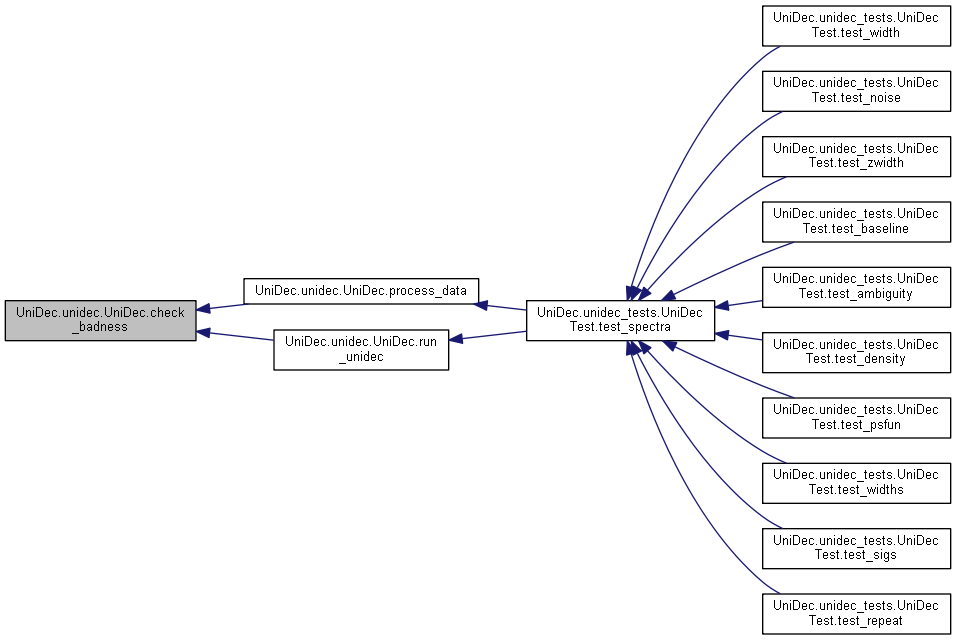 UniDec.unidec.UniDec.check
_badness
UniDec.unidec.UniDec.process_data
UniDec.unidec.UniDec.run
_unidec
UniDec.unidec_tests.UniDec
Test.test_spectra
UniDec.unidec_tests.UniDec
Test.test_width
UniDec.unidec_tests.UniDec
Test.test_noise
UniDec.unidec_tests.UniDec
Test.test_zwidth
UniDec.unidec_tests.UniDec
Test.test_baseline
UniDec.unidec_tests.UniDec
Test.test_ambiguity
UniDec.unidec_tests.UniDec
Test.test_density
UniDec.unidec_tests.UniDec
Test.test_psfun
UniDec.unidec_tests.UniDec
Test.test_widths
UniDec.unidec_tests.UniDec
Test.test_sigs
UniDec.unidec_tests.UniDec
Test.test_repeat